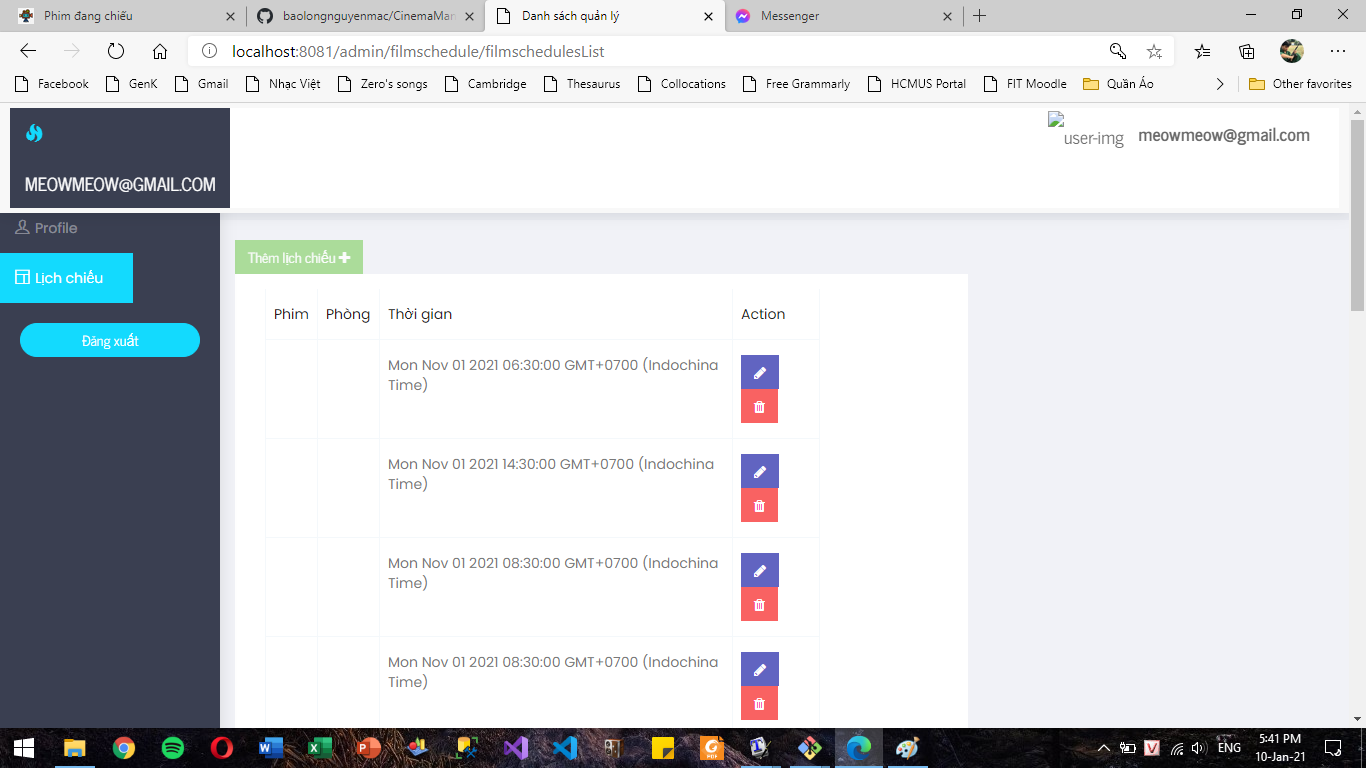 Phim đang chiếu
baolongnguyenmac/CinemaMan
Danh sách quản lý
Messenger
localhost:8081/admin/filmschedule/filmschedulesList
Facebook
GenK
Gmail
Nhạc Việt
Zero's songs
Cambridge
Thesaurus
Collocations
Free Grammarly
HCMUS Portal
FIT Moodle
Quần Áo
Other favorites
MEOWMEOW@GMAIL.COM
user-img
meowmeow@gmail.com
Profile
Lịch chiếu
Đăng xuất
Thêm lịch chiếu
Phim Phòng Thời gian Action
Mon Nov 01 2021 06:30:00 GMT+0700 (Indochina
Time)
Mon Nov 01 2021 14:30:00 GMT+0700 (Indochina
Time)
Mon Nov 01 2021 08:30:00 GMT+0700 (Indochina
Time)
Mon Nov 01 2021 08:30:00 GMT+0700 (Indochina
Time)
ENG
5:41 PM
10-Jan-21